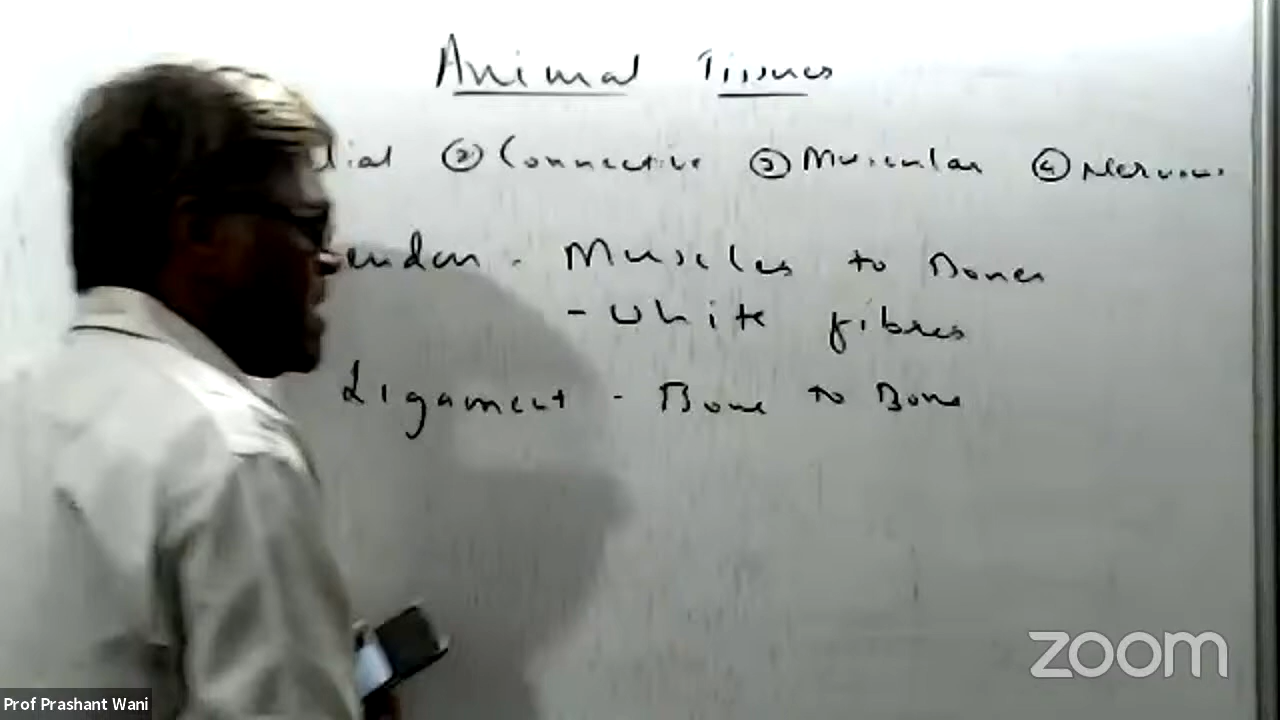 Animal Tissues
lial ② Connective ③ Muscular ④ Nervous
endon - Muscles to Bones
- White fibres
Ligament - Bone to Bone
zoom
Prof Prashant Wani